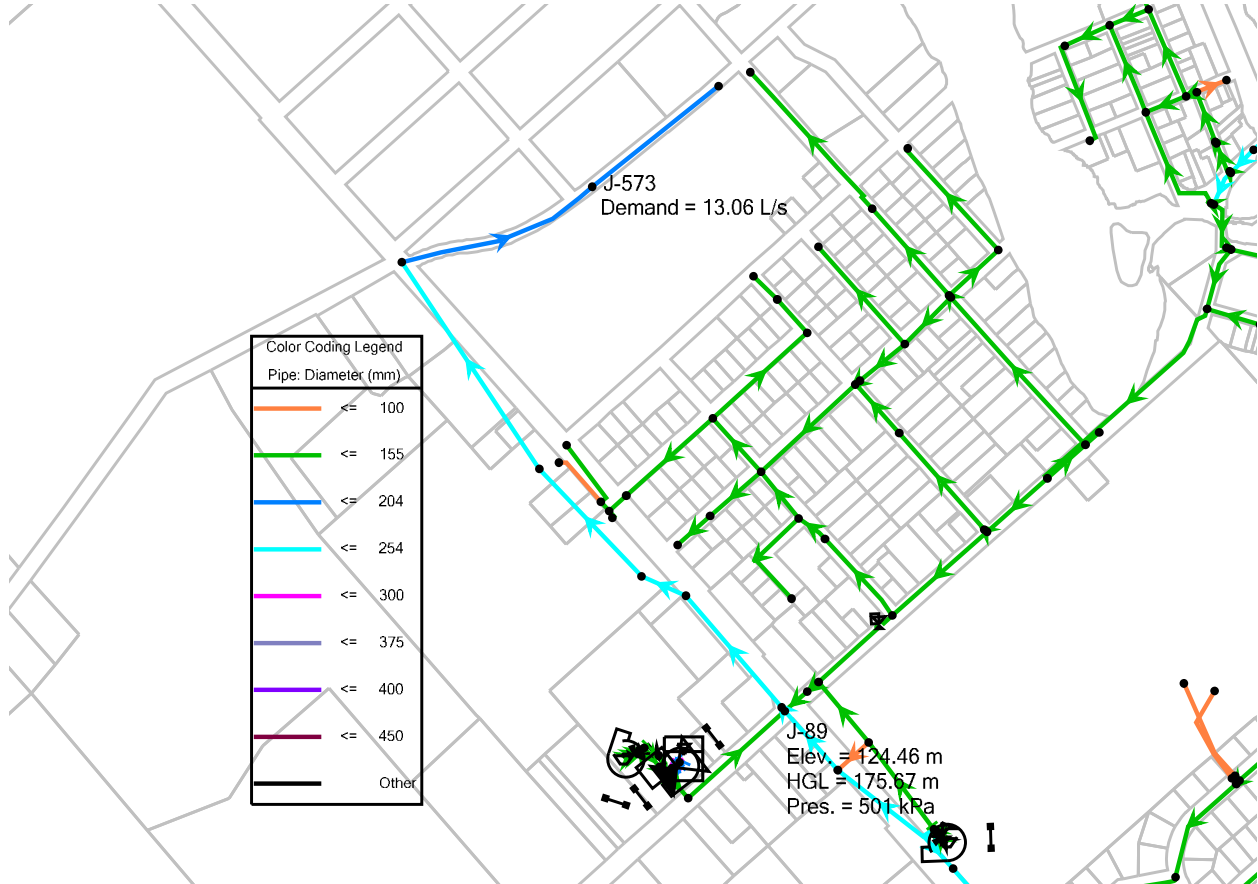 J-573
Demand = 13.06 L/s
Color Coding Legend
Pipe: Diameter (mm)
<= 100
<= 155
<= 204
<= 254
<= 300
<= 375
<= 400
<= 450
Other
J-89
Elev. = 124.46 m
HGL = 175.67 m
Pres. = 501 kPa